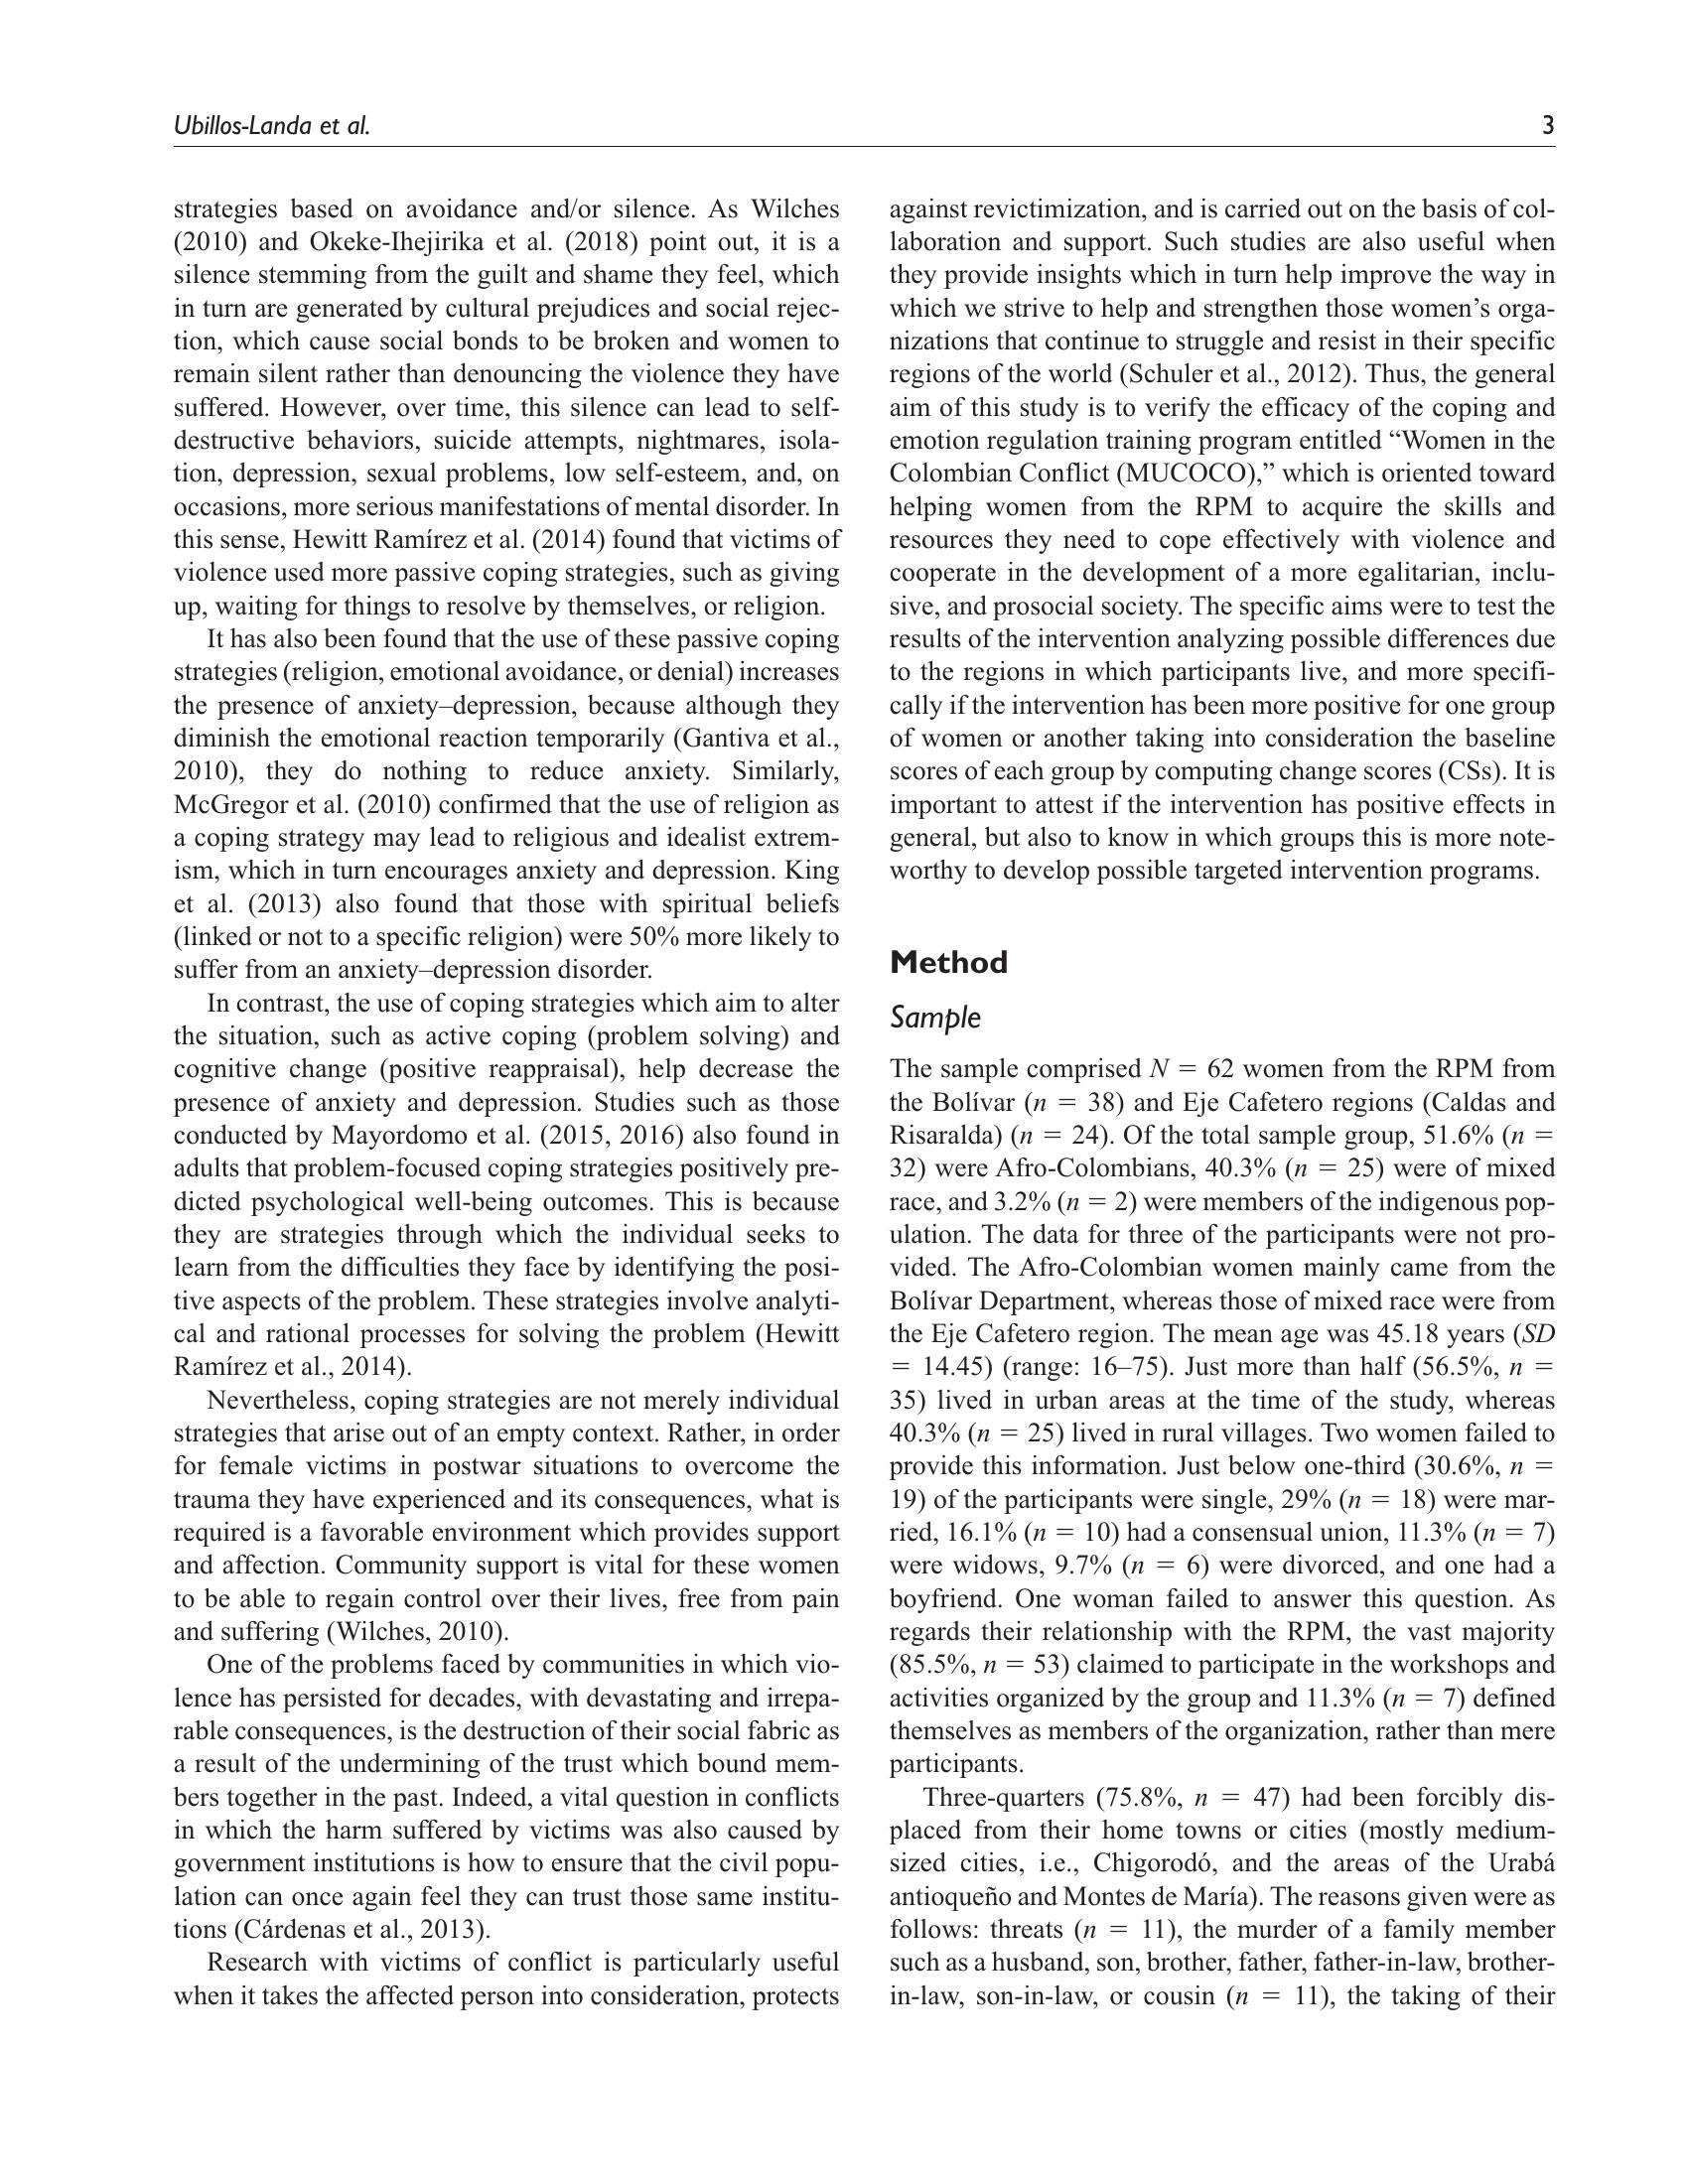 Ubillos-Landa et al.
3
strategies based on avoidance and/or silence. As Wilches
(2010) and Okeke-Ihejirika et al. (2018) point out, it is a
silence stemming from the guilt and shame they feel, which
in turn are generated by cultural prejudices and social rejec-
tion, which cause social bonds to be broken and women to
remain silent rather than denouncing the violence they have
suffered. However, over time, this silence can lead to self-
destructive behaviors, suicide attempts, nightmares, isola-
tion, depression, sexual problems, low self-esteem, and, on
occasions, more serious manifestations of mental disorder. In
this sense, Hewitt Ramírez et al. (2014) found that victims of
violence used more passive coping strategies, such as giving
up, waiting for things to resolve by themselves, or religion.
It has also been found that the use of these passive coping
strategies (religion, emotional avoidance, or denial) increases
the presence of anxiety–depression, because although they
diminish the emotional reaction temporarily (Gantiva et al.,
2010), they do nothing to reduce anxiety. Similarly,
McGregor et al. (2010) confirmed that the use of religion as
a coping strategy may lead to religious and idealist extrem-
ism, which in turn encourages anxiety and depression. King
et al. (2013) also found that those with spiritual beliefs
(linked or not to a specific religion) were 50% more likely to
suffer from an anxiety–depression disorder.
In contrast, the use of coping strategies which aim to alter
the situation, such as active coping (problem solving) and
cognitive change (positive reappraisal), help decrease the
presence of anxiety and depression. Studies such as those
conducted by Mayordomo et al. (2015, 2016) also found in
adults that problem-focused coping strategies positively pre-
dicted psychological well-being outcomes. This is because
they are strategies through which the individual seeks to
learn from the difficulties they face by identifying the posi-
tive aspects of the problem. These strategies involve analyti-
cal and rational processes for solving the problem (Hewitt
Ramírez et al., 2014).
Nevertheless, coping strategies are not merely individual
strategies that arise out of an empty context. Rather, in order
for female victims in postwar situations to overcome the
trauma they have experienced and its consequences, what is
required is a favorable environment which provides support
and affection. Community support is vital for these women
to be able to regain control over their lives, free from pain
and suffering (Wilches, 2010).
One of the problems faced by communities in which vio-
lence has persisted for decades, with devastating and irrepa-
rable consequences, is the destruction of their social fabric as
a result of the undermining of the trust which bound mem-
bers together in the past. Indeed, a vital question in conflicts
in which the harm suffered by victims was also caused by
government institutions is how to ensure that the civil popu-
lation can once again feel they can trust those same institu-
tions (Cárdenas et al., 2013).
Research with victims of conflict is particularly useful
when it takes the affected person into consideration, protects
against revictimization, and is carried out on the basis of col-
laboration and support. Such studies are also useful when
they provide insights which in turn help improve the way in
which we strive to help and strengthen those women’s orga-
nizations that continue to struggle and resist in their specific
regions of the world (Schuler et al., 2012). Thus, the general
aim of this study is to verify the efficacy of the coping and
emotion regulation training program entitled “Women in the
Colombian Conflict (MUCOCO),” which is oriented toward
helping women from the RPM to acquire the skills and
resources they need to cope effectively with violence and
cooperate in the development of a more egalitarian, inclu-
sive, and prosocial society. The specific aims were to test the
results of the intervention analyzing possible differences due
to the regions in which participants live, and more specifi-
cally if the intervention has been more positive for one group
of women or another taking into consideration the baseline
scores of each group by computing change scores (CSs). It is
important to attest if the intervention has positive effects in
general, but also to know in which groups this is more note-
worthy to develop possible targeted intervention programs.
Method
Sample
The sample comprised N = 62 women from the RPM from
the Bolívar (n = 38) and Eje Cafetero regions (Caldas and
Risaralda) (n = 24). Of the total sample group, 51.6% (n =
32) were Afro-Colombians, 40.3% (n = 25) were of mixed
race, and 3.2% (n = 2) were members of the indigenous pop-
ulation. The data for three of the participants were not pro-
vided. The Afro-Colombian women mainly came from the
Bolívar Department, whereas those of mixed race were from
the Eje Cafetero region. The mean age was 45.18 years (SD
= 14.45) (range: 16–75). Just more than half (56.5%, n =
35) lived in urban areas at the time of the study, whereas
40.3% (n = 25) lived in rural villages. Two women failed to
provide this information. Just below one-third (30.6%, n =
19) of the participants were single, 29% (n = 18) were mar-
ried, 16.1% (n = 10) had a consensual union, 11.3% (n = 7)
were widows, 9.7% (n = 6) were divorced, and one had a
boyfriend. One woman failed to answer this question. As
regards their relationship with the RPM, the vast majority
(85.5%, n = 53) claimed to participate in the workshops and
activities organized by the group and 11.3% (n = 7) defined
themselves as members of the organization, rather than mere
participants.
Three-quarters (75.8%, n = 47) had been forcibly dis-
placed from their home towns or cities (mostly medium-
sized cities, i.e., Chigorodó, and the areas of the Urabá
antioqueño and Montes de María). The reasons given were as
follows: threats (n = 11), the murder of a family member
such as a husband, son, brother, father, father-in-law, brother-
in-law, son-in-law, or cousin (n = 11), the taking of their